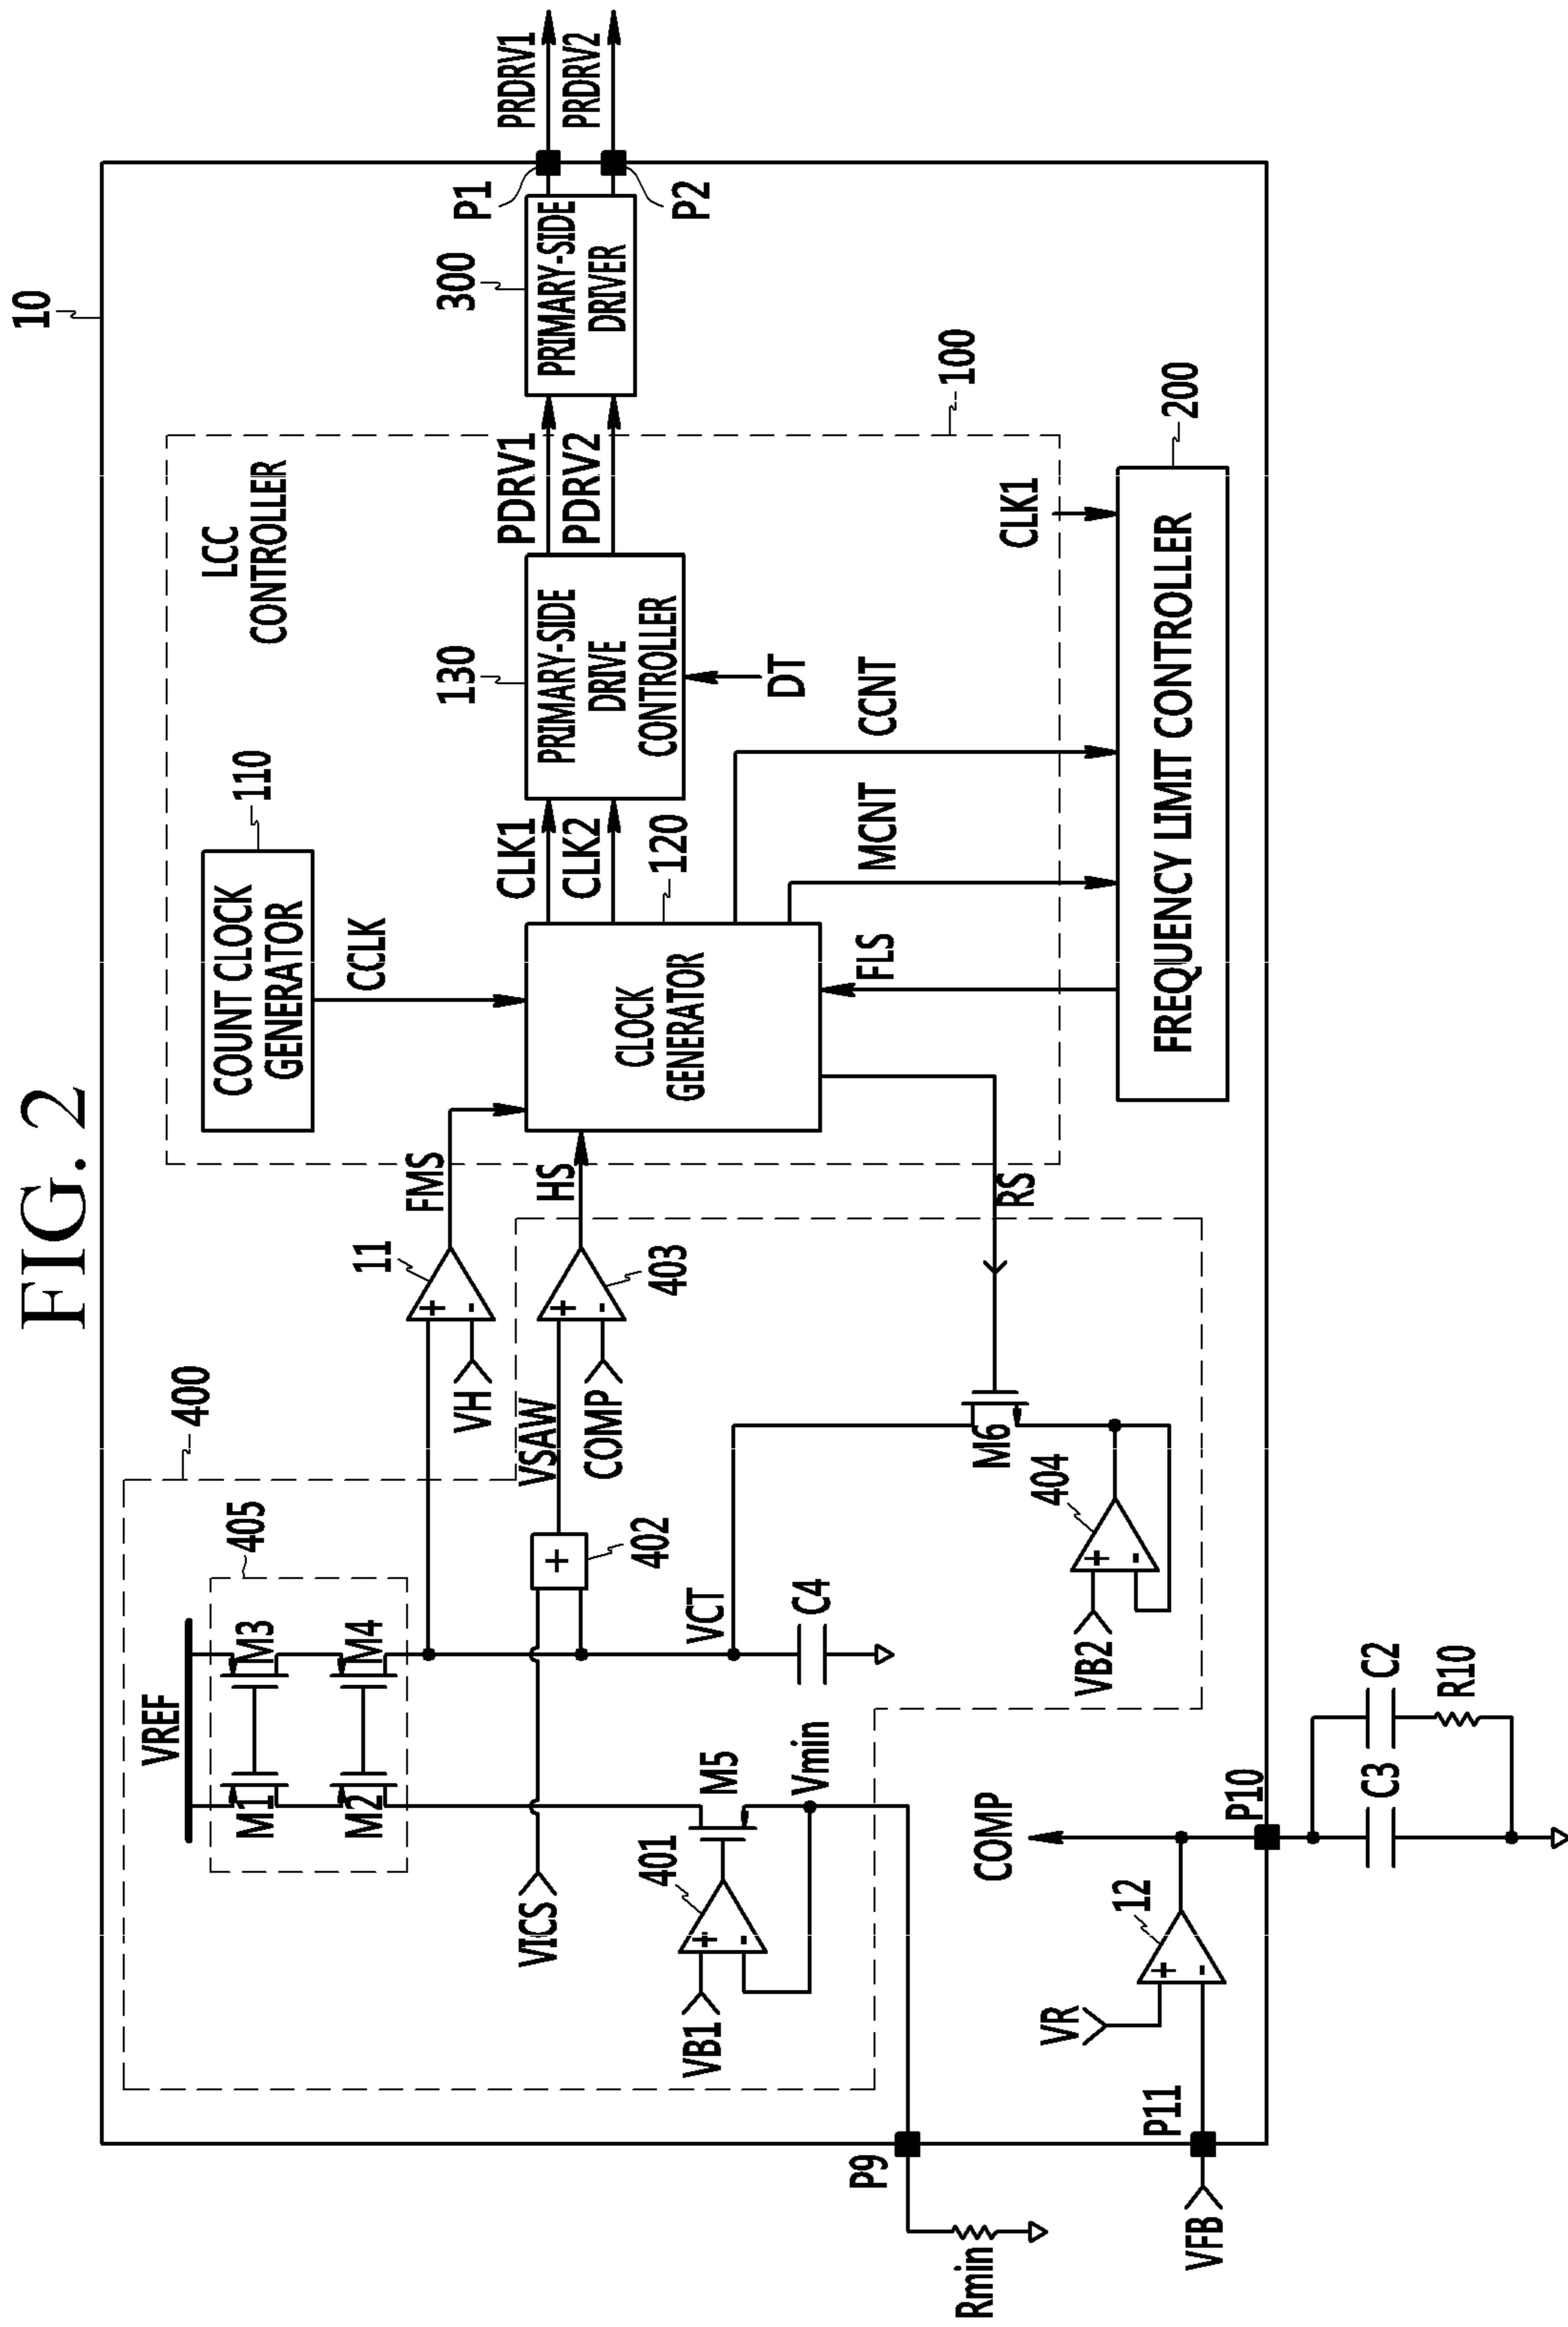 FIG. 2
10
400
VREF
405
M1
M3
M2
M4
11
+
-
VH
FMS
VICS
+
402
VSAW
+
-
403
COMP
HS
VB1
+
-
401
M5
Vmin
VCT
C4
VB2
+
-
404
M6
RS
LCC
CONTROLLER
100
COUNT CLOCK
GENERATOR
110
CCLK
CLOCK
GENERATOR
120
CLK1
CLK2
PRIMARY-SIDE
DRIVE
CONTROLLER
130
DT
PDRV1
PDRV2
PRIMARY-SIDE
DRIVER
300
P1
P2
PRDRV1
PRDRV2
FLS
MCNT
CCNT
CLK1
FREQUENCY LIMIT CONTROLLER
200
P9
Rmin
P11
VFB
VR
+
-
12
COMP
P10
C3
C2
R10